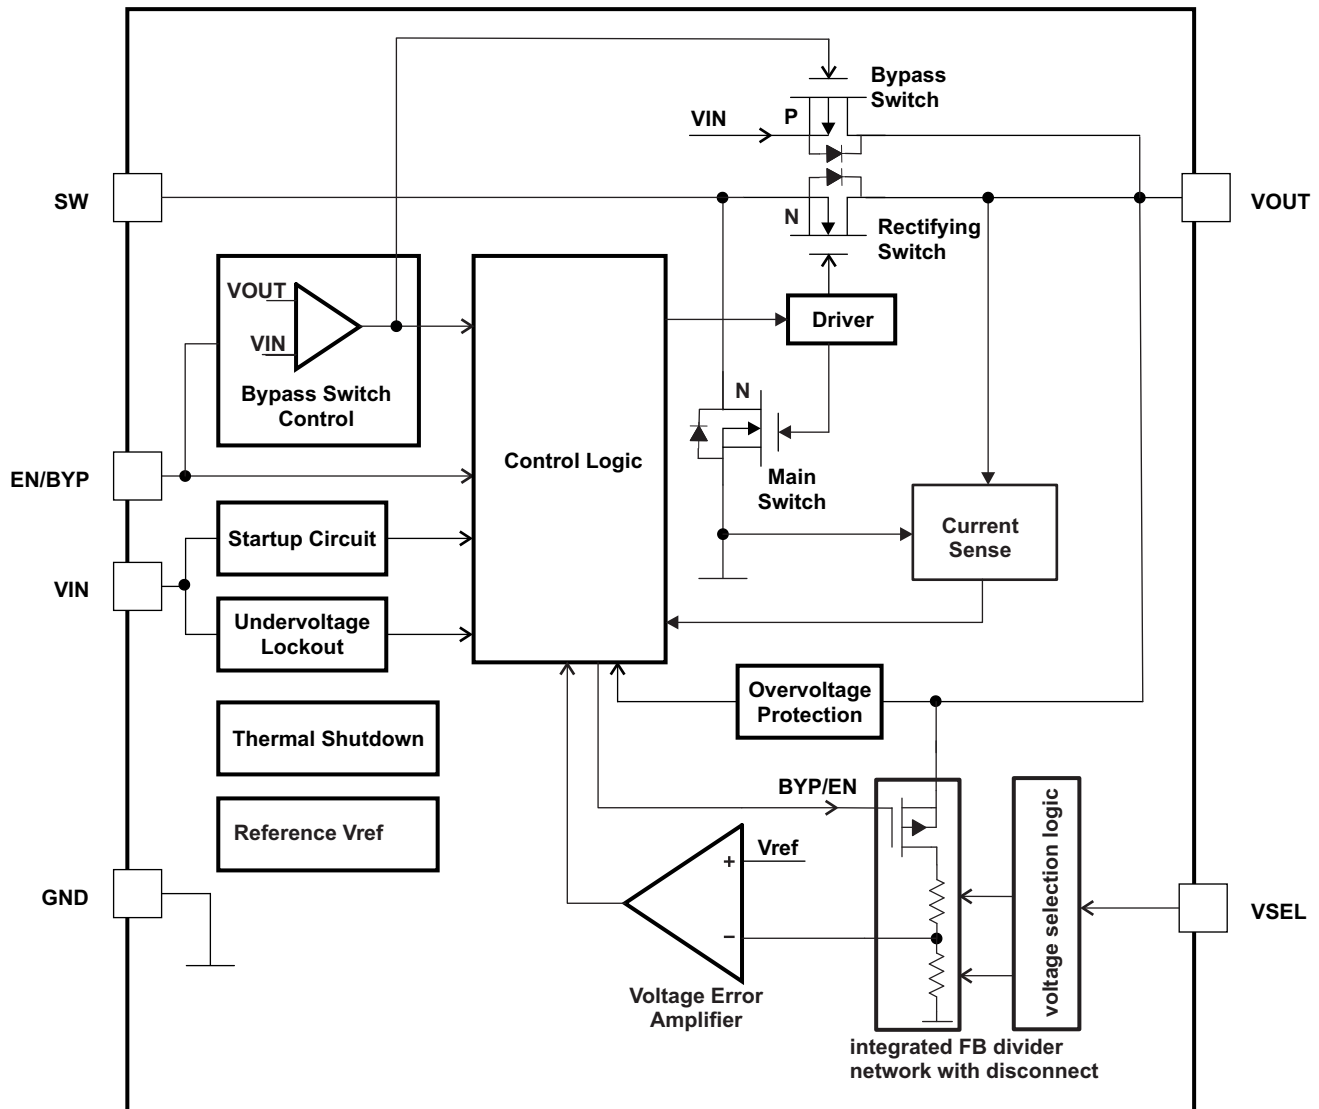 Bypass
Switch
P
VIN
SW
VOUT
N
Rectifying
Switch
VOUT
Driver
VIN
Bypass Switch
Control
N
Control Logic
EN/BYP
Main
Switch
Startup Circuit
Current
Sense
VIN
Undervoltage
Lockout
Overvoltage
Protection
Thermal Shutdown
BYP/EN
Reference Vref
+
Vref
voltage selection logic
GND
VSEL
−
Voltage Error
Amplifier
integrated FB divider
network with disconnect